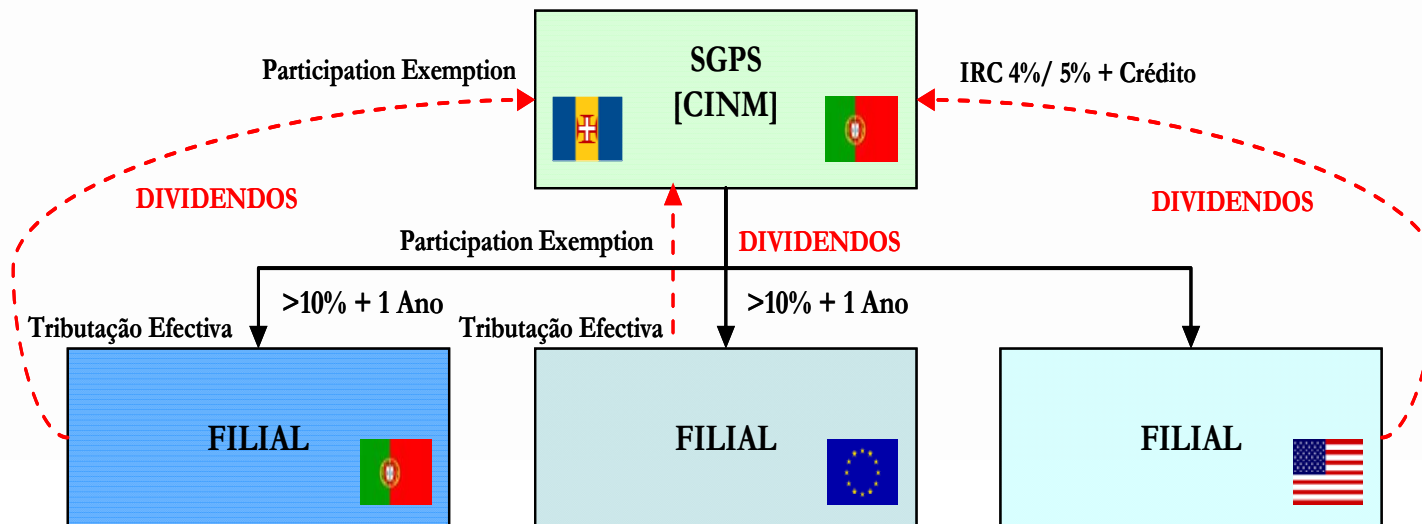 SGPS
[CINM]
Participation Exemption
IRC 4%/ 5% + Crédito
DIVIDENDOS
DIVIDENDOS
Participation Exemption
DIVIDENDOS
>10% + 1 Ano
>10% + 1 Ano
Tributação Efectiva
Tributação Efectiva
FILIAL
FILIAL
FILIAL